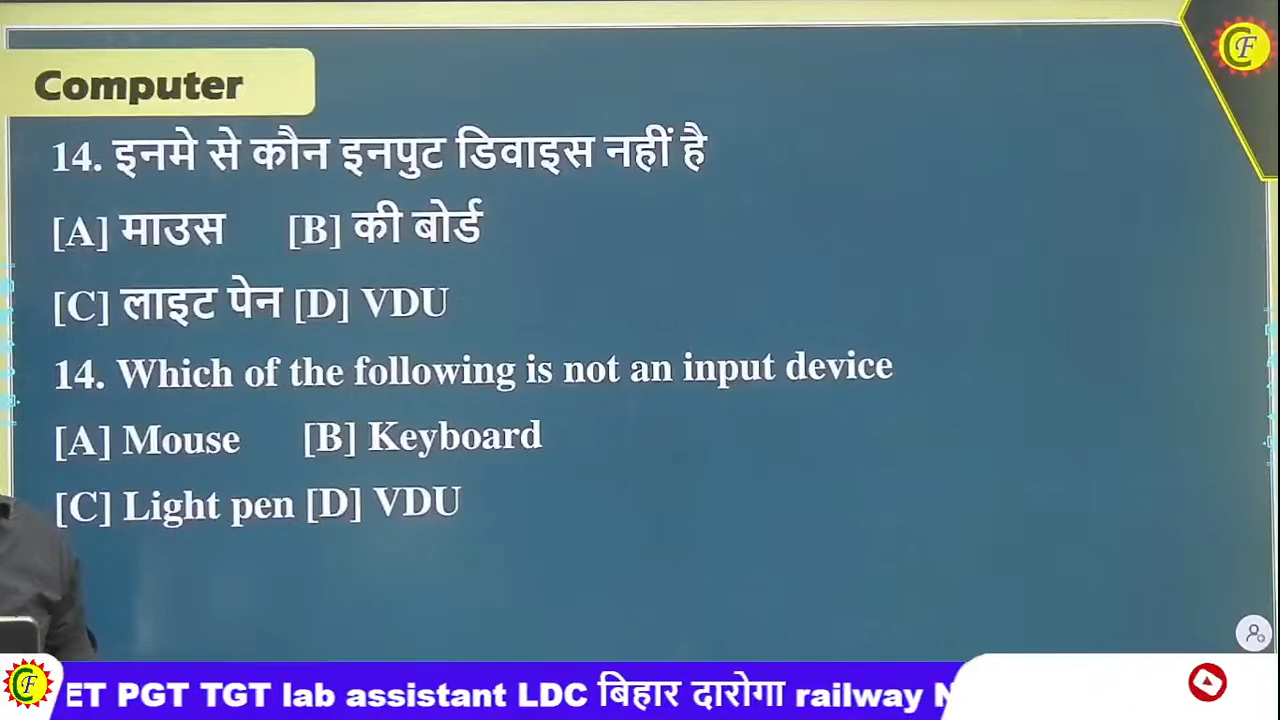 Computer
14. इनमे से कौन इनपुट डिवाइस नहीं है
[A] माउस [B] की बोर्ड
[C] लाइट पेन [D] VDU
14. Which of the following is not an input device
[A] Mouse [B] Keyboard
[C] Light pen [D] VDU
ET PGT TGT lab assistant LDC बिहार दारोगा railway N